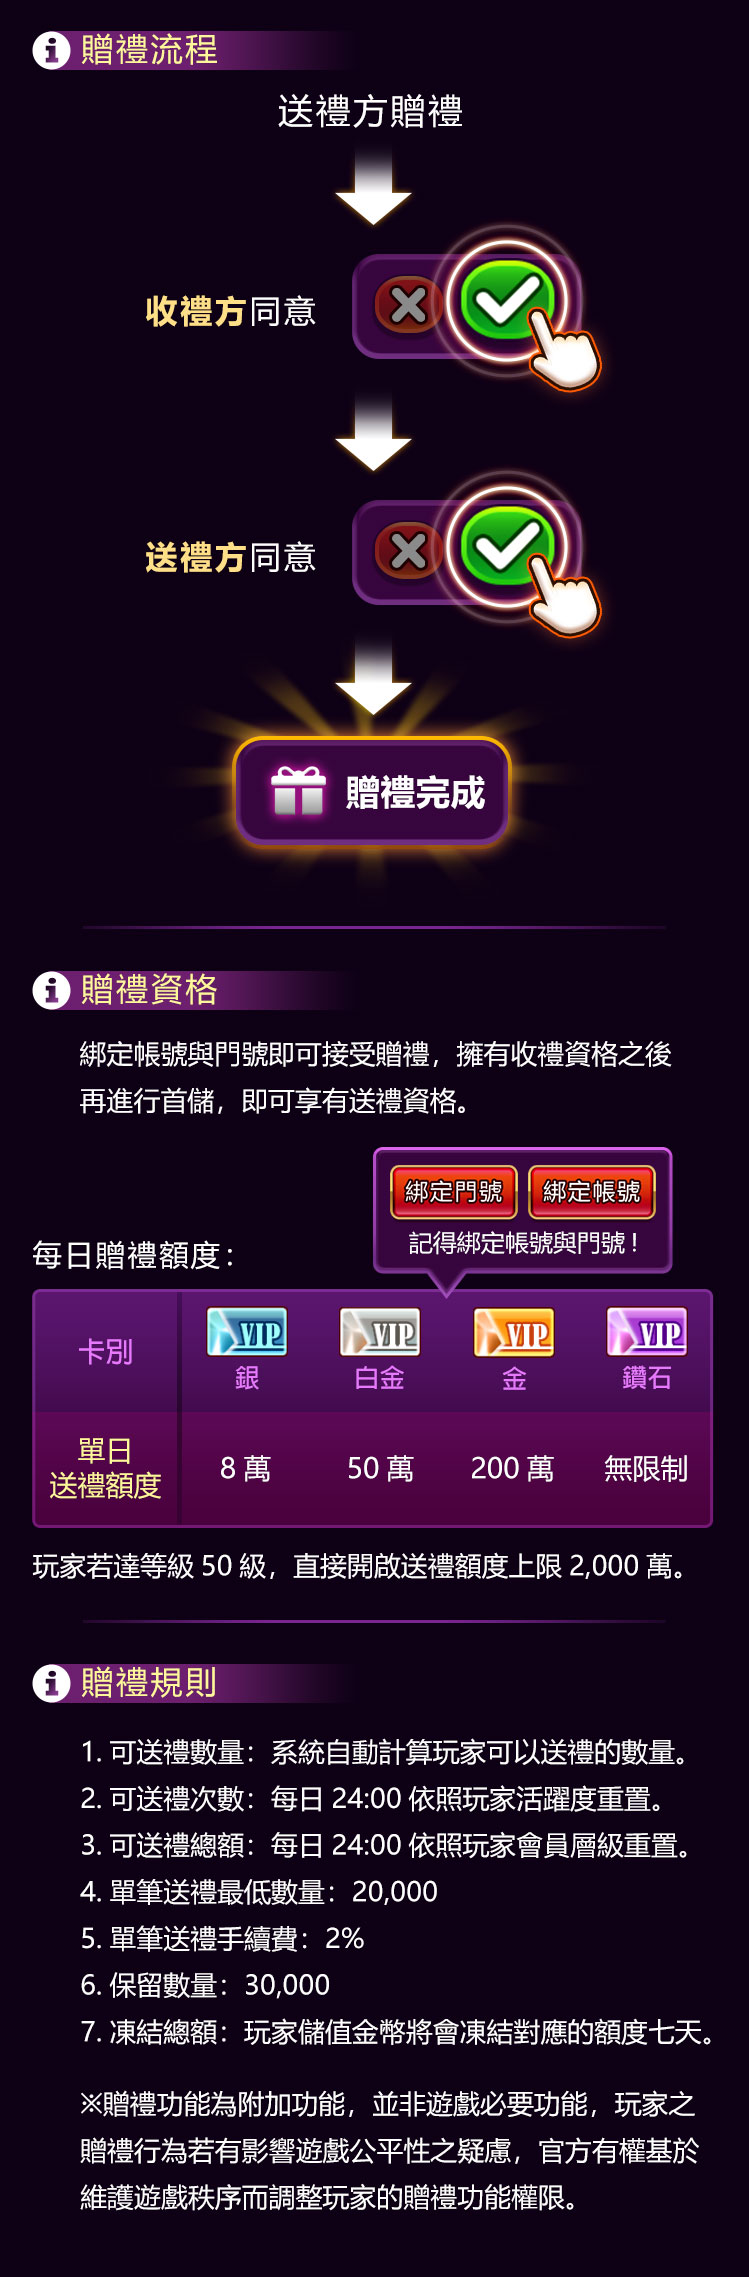 贈禮流程
送禮方贈禮
收禮方同意
送禮方同意
贈禮完成
贈禮資格
綁定帳號與門號即可接受贈禮，擁有收禮資格之後
再進行首儲，即可享有送禮資格。
綁定門號 綁定帳號
記得綁定帳號與門號！
每日贈禮額度：
卡別 VIP VIP VIP VIP
銀 白金 金 鑽石
單日
送禮額度 8 萬 50 萬 200 萬 無限制
玩家若達等級 50 級，直接開啟送禮額度上限 2,000 萬。
贈禮規則
1. 可送禮數量：系統自動計算玩家可以送禮的數量。
2. 可送禮次數：每日 24:00 依照玩家活躍度重置。
3. 可送禮總額：每日 24:00 依照玩家會員層級重置。
4. 單筆送禮最低數量：20,000
5. 單筆送禮手續費：2%
6. 保留數量：30,000
7. 凍結總額：玩家儲值金幣將會凍結對應的額度七天。
※贈禮功能為附加功能，並非遊戲必要功能，玩家之
贈禮行為若有影響遊戲公平性之疑慮，官方有權基於
維護遊戲秩序而調整玩家的贈禮功能權限。